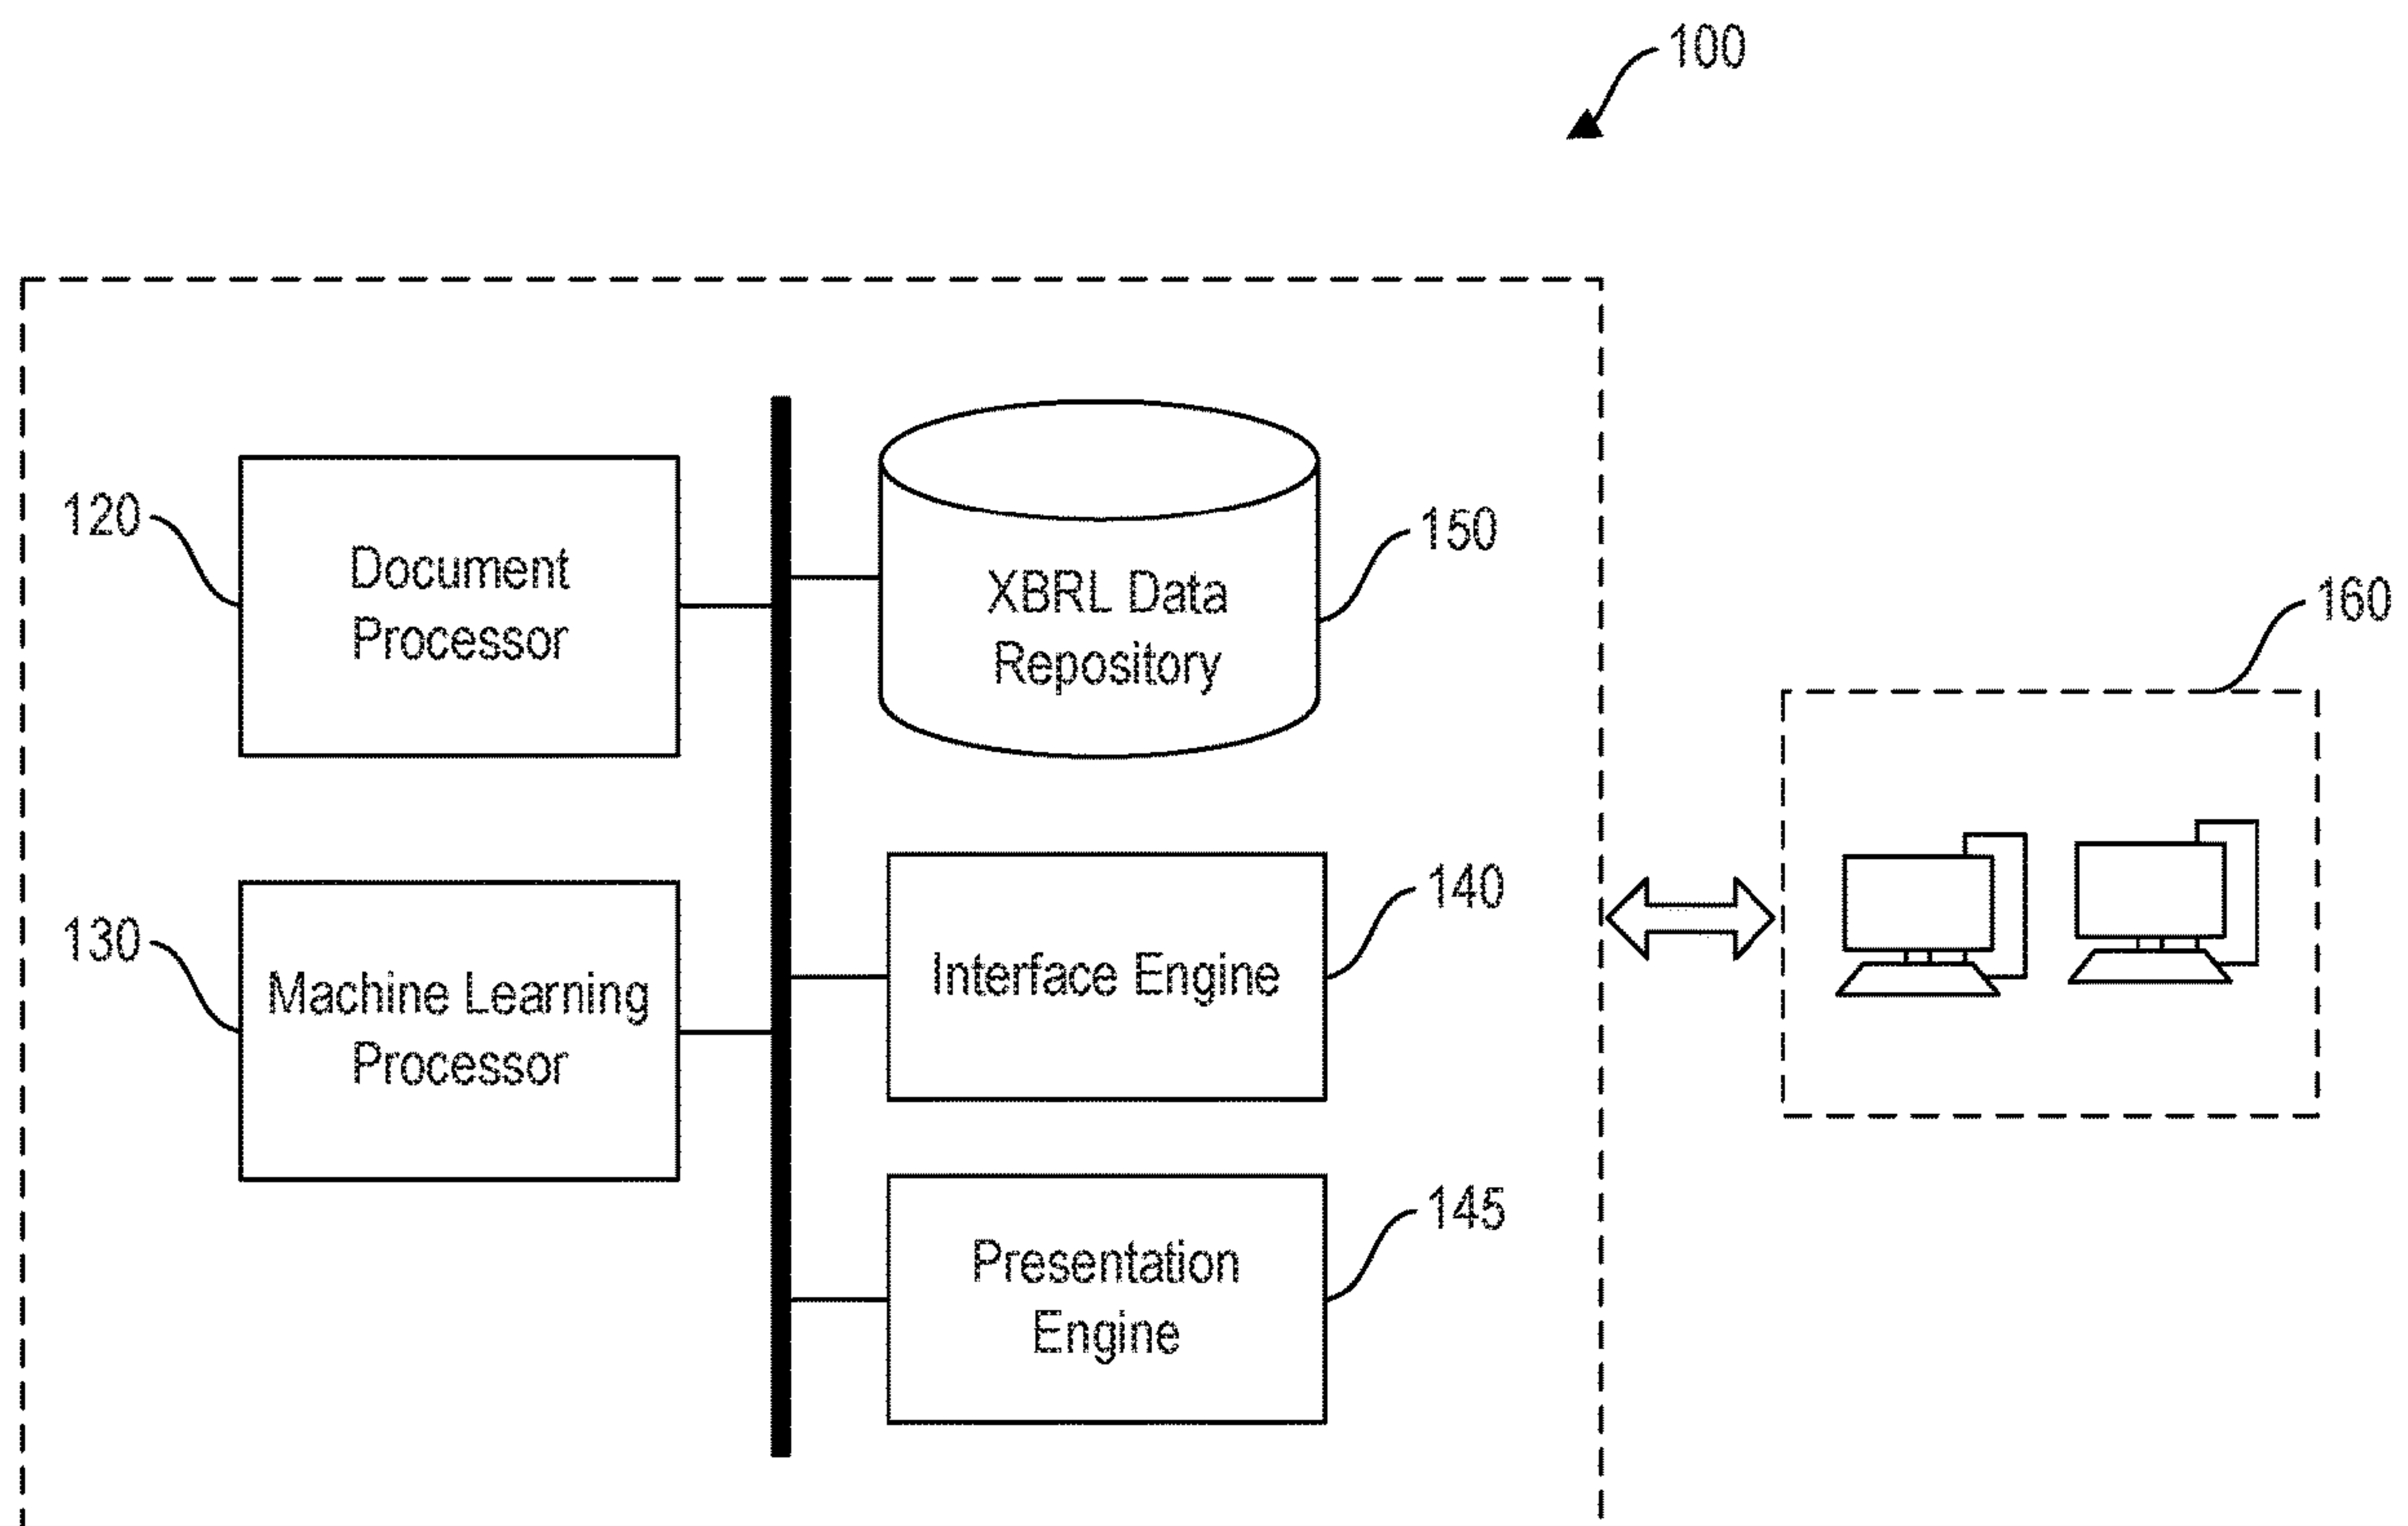 100
120
Document
Processor
XBRL Data
Repository
150
160
130
Machine Learning
Processor
Interface Engine
140
Presentation
Engine
145